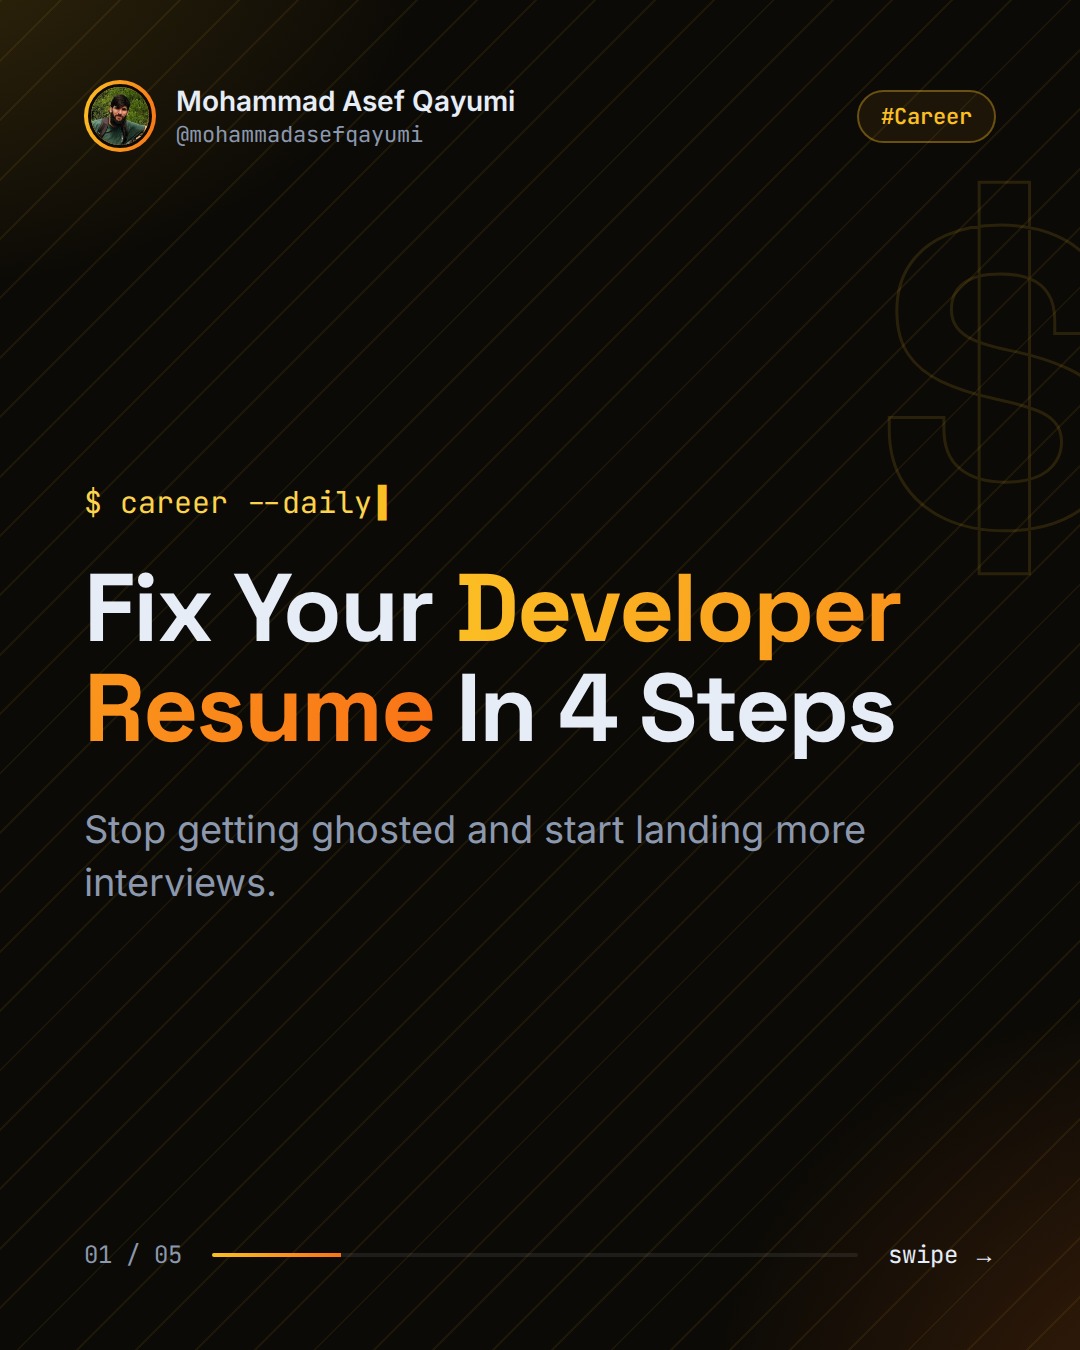 Mohammad Asef Qayumi
@mohammadasefqayumi
#Career
$
$ career --daily
Fix Your Developer
Resume In 4 Steps
Stop getting ghosted and start landing more
interviews.
01 / 05
swipe →